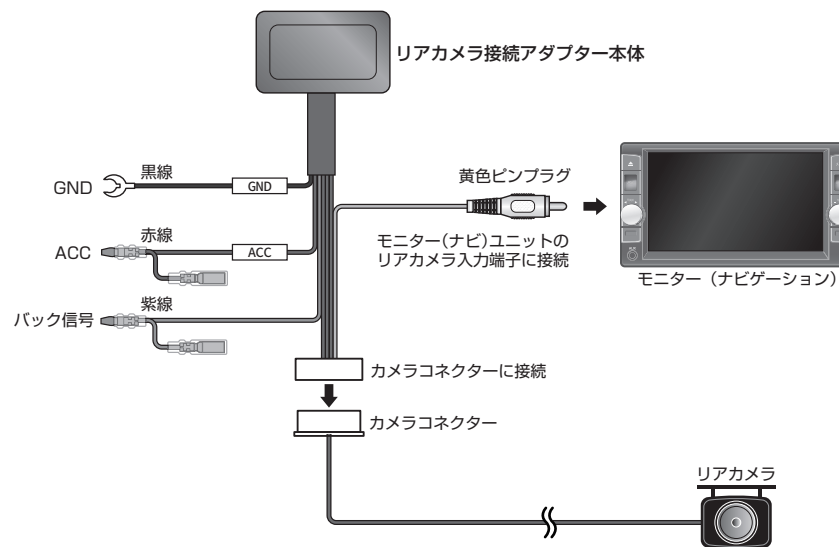 リアカメラ接続アダプター本体
黒線
GND
GND
黄色ピンプラグ
赤線
ACC
ACC
モニター(ナビ)ユニットの
リアカメラ入力端子に接続
モニター（ナビゲーション）
紫線
バック信号
カメラコネクターに接続
カメラコネクター
リアカメラ